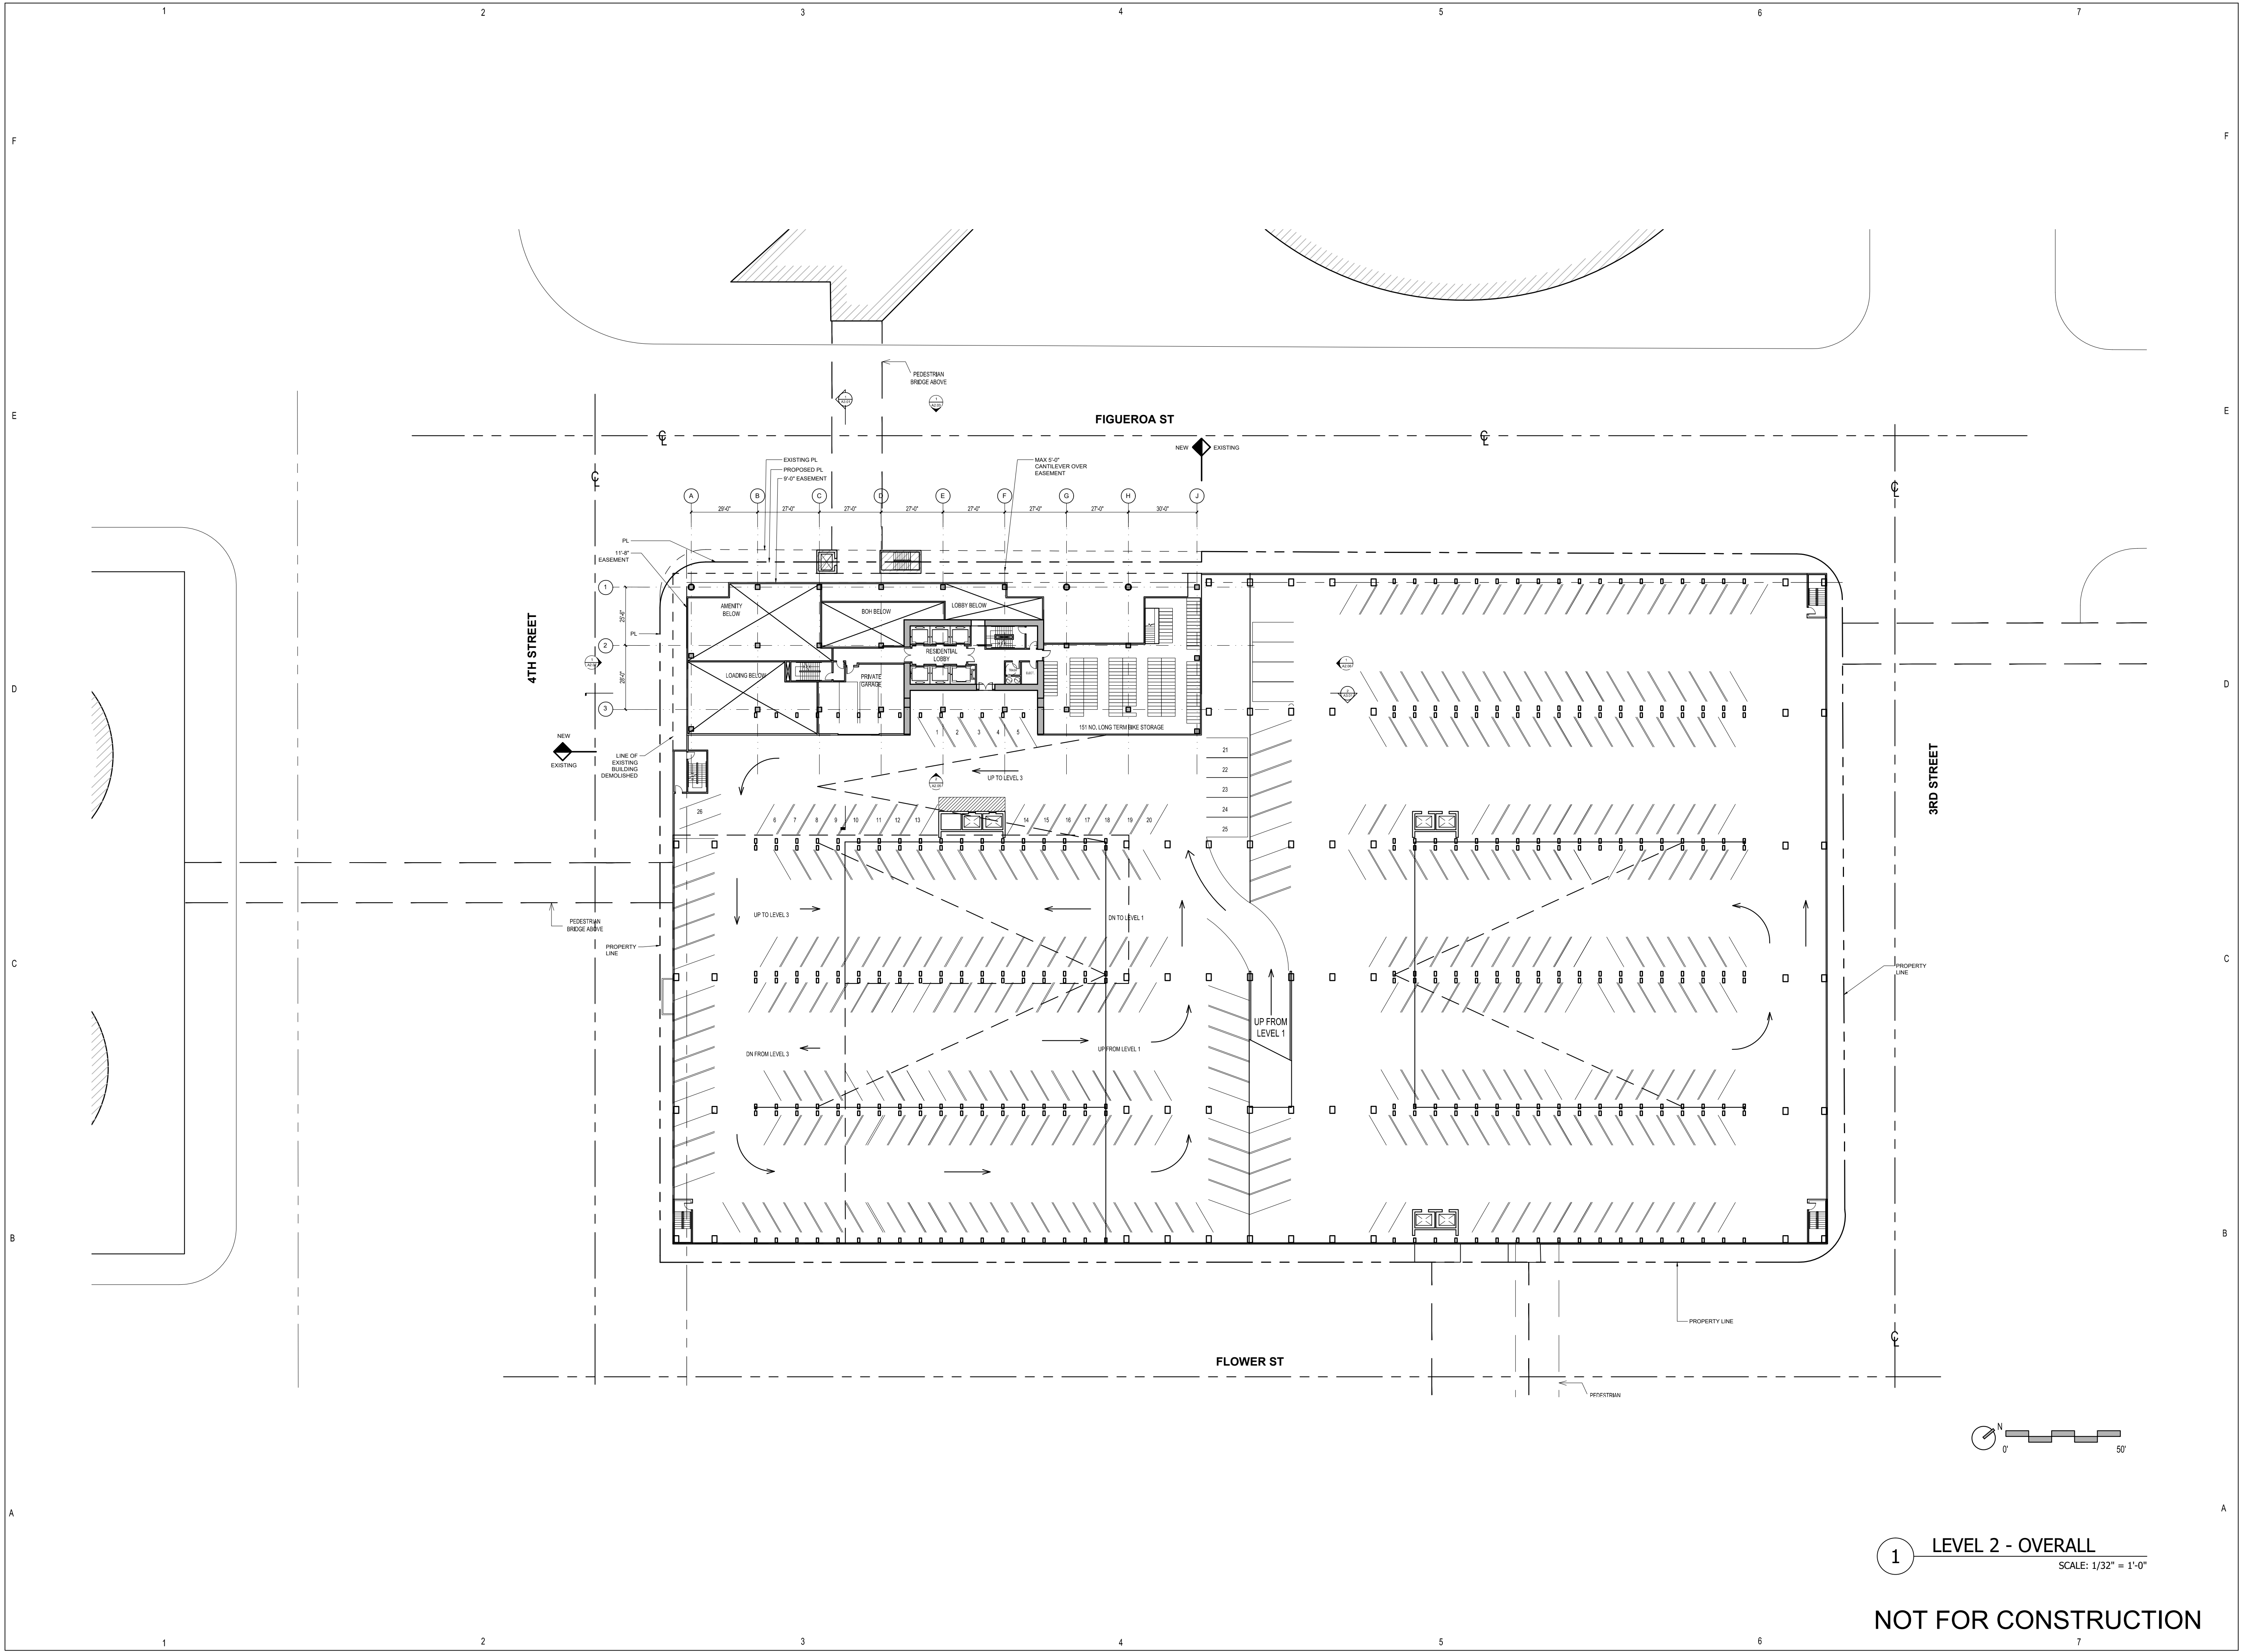 1 2 3 4 5 6 7
F F
PEDESTRIAN
BRIDGE ABOVE
E E
FIGUEROA ST
NEW EXISTING
EXISTING PL
PROPOSED PL
9'-0" EASEMENT
MAX 5'-0"
CANTILEVER OVER
EASEMENT
A B C D E F G H J
29'-0" 27'-0" 27'-0" 27'-0" 27'-0" 27'-0" 27'-0" 30'-0"
PL
11'-8"
EASEMENT
1
25'-6"
2
28'-0"
3
PL
4TH STREET
AMENITY
BELOW
BOH BELOW
LOBBY BELOW
RESIDENTIAL
LOBBY
LOADING BELOW
PRIVATE
GARAGE
151 NO, LONG TERM BIKE STORAGE
D D
1 2 3 4 5
NEW
EXISTING
LINE OF
EXISTING
BUILDING
DEMOLISHED
UP TO LEVEL 3
21
22
23
24
25
3RD STREET
26
6 7 8 9 10 11 12 13 14 15 16 17 18 19 20
UP TO LEVEL 3
DN TO LEVEL 1
PEDESTRIAN
BRIDGE ABOVE
PROPERTY
LINE
C C
PROPERTY
LINE
UP FROM
LEVEL 1
DN FROM LEVEL 3
UP FROM LEVEL 1
B B
PROPERTY LINE
FLOWER ST
PEDESTRIAN
N
0' 50'
A A
1 LEVEL 2 - OVERALL
SCALE: 1/32" = 1'-0"
NOT FOR CONSTRUCTION
1 2 3 4 5 6 7